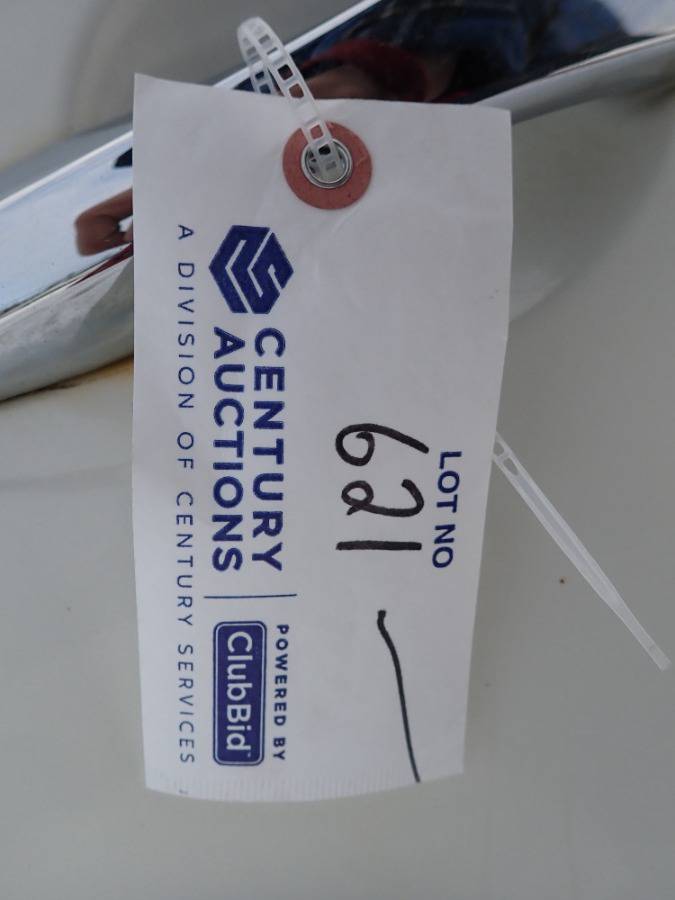 LOT NO
621
CENTURY
AUCTIONS
POWERED BY
ClubBid
A DIVISION OF CENTURY SERVICES